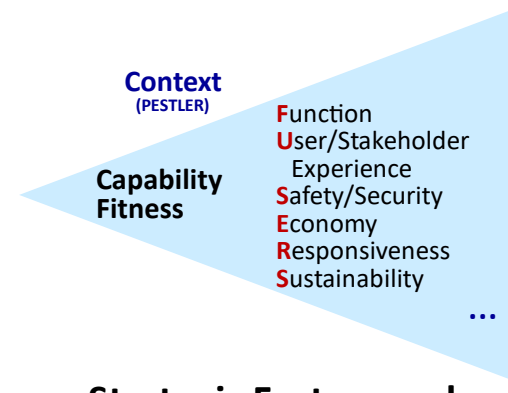 Context
(PESTLER)
Capability
Fitness
Function
User/Stakeholder
Experience
Safety/Security
Economy
Responsiveness
Sustainability
...